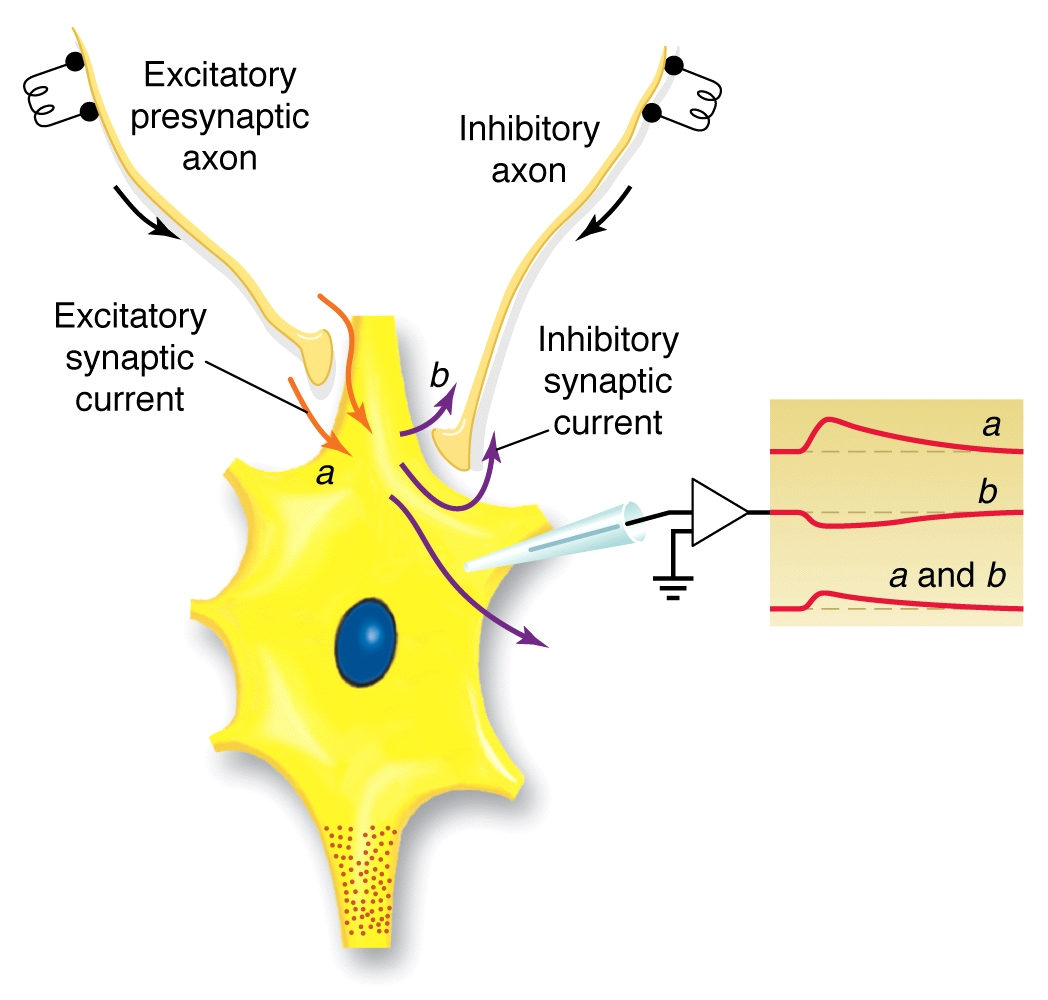 Excitatory
presynaptic
axon
Inhibitory
axon
Excitatory
synaptic
current
b
Inhibitory
synaptic
current
a
a
b
a and b